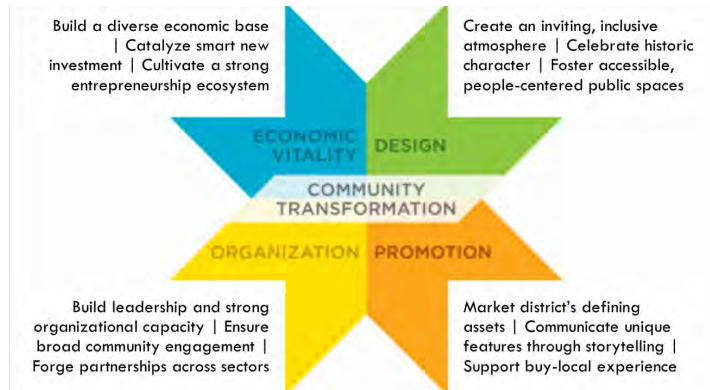 Build a diverse economic base
| Catalyze smart new
investment | Cultivate a strong
entrepreneurship ecosystem
Create an inviting, inclusive
atmosphere | Celebrate historic
character | Foster accessible,
people-centered public spaces
ECONOMIC
VITALITY
DESIGN
COMMUNITY
TRANSFORMATION
ORGANIZATION
PROMOTION
Build leadership and strong
organizational capacity | Ensure
broad community engagement |
Forge partnerships across sectors
Market district's defining
assets | Communicate unique
features through storytelling |
Support buy-local experience